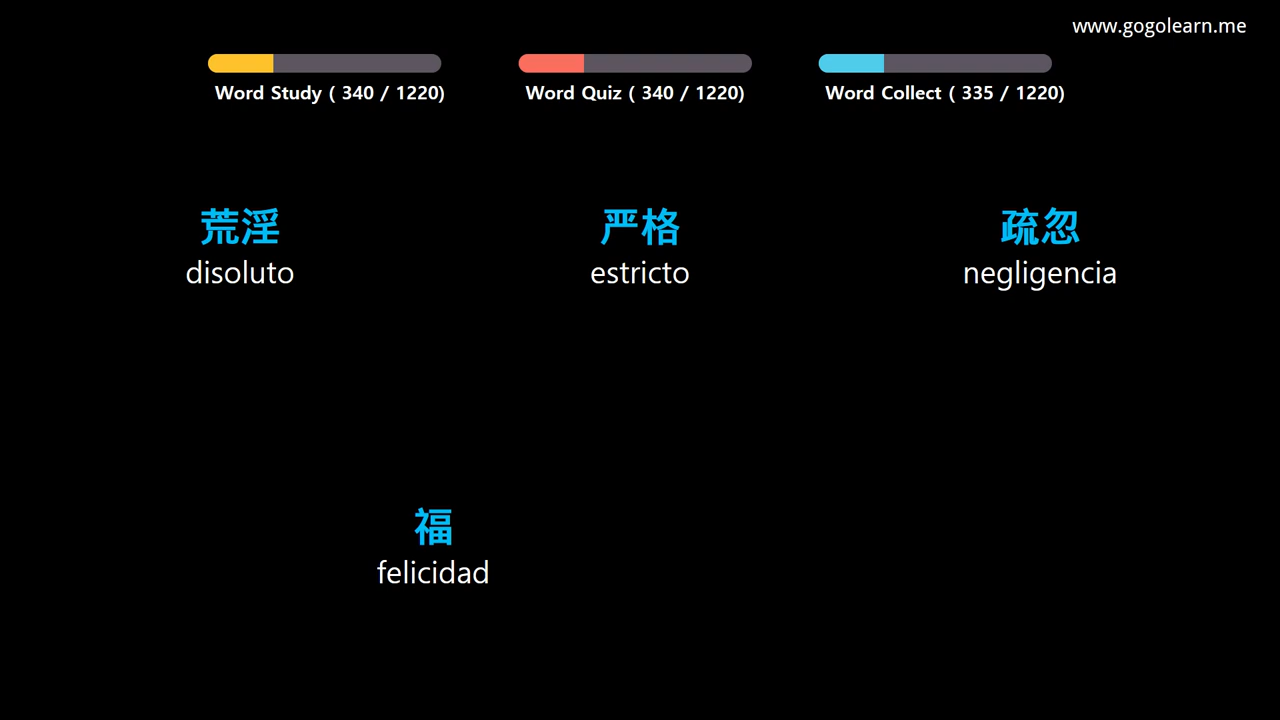 www.gogolearn.me
Word Study ( 340 / 1220)
Word Quiz ( 340 / 1220)
Word Collect ( 335 / 1220)
荒淫
disoluto
严格
estricto
疏忽
negligencia
福
felicidad